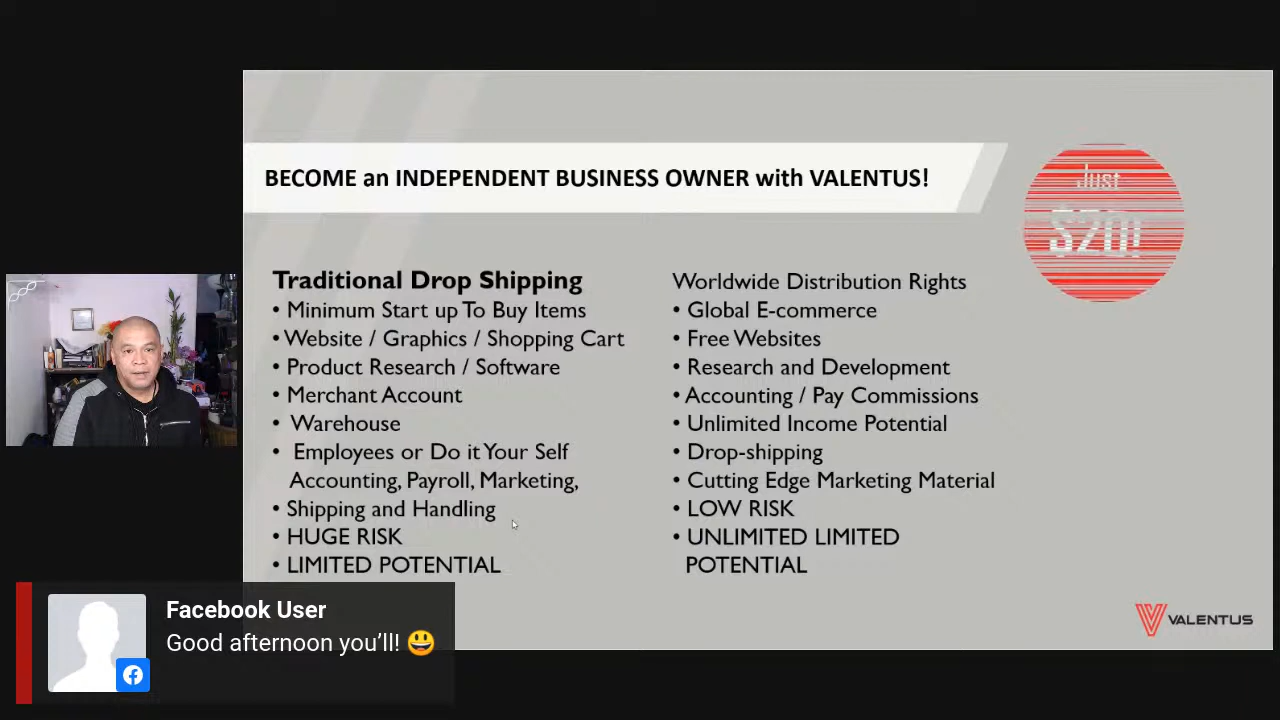 BECOME an INDEPENDENT BUSINESS OWNER with VALENTUS!
Just
$20!
Traditional Drop Shipping
• Minimum Start up To Buy Items
• Website / Graphics / Shopping Cart
• Product Research / Software
• Merchant Account
• Warehouse
• Employees or Do it Your Self
Accounting, Payroll, Marketing,
• Shipping and Handling
• HUGE RISK
• LIMITED POTENTIAL
Worldwide Distribution Rights
• Global E-commerce
• Free Websites
• Research and Development
• Accounting / Pay Commissions
• Unlimited Income Potential
• Drop-shipping
• Cutting Edge Marketing Material
• LOW RISK
• UNLIMITED LIMITED
POTENTIAL
VALENTUS
Facebook User
Good afternoon you’ll! 😃